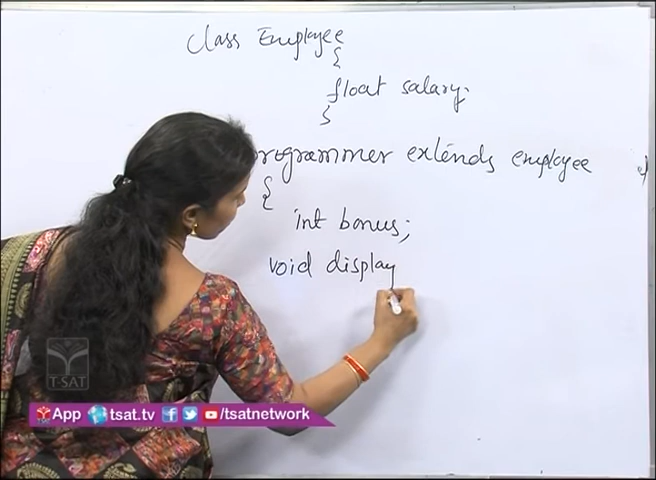 Class Employee
{
float salary;
}
rogrammer extends employee
{
int bonus;
void display
T-SAT
App tsat.tv /tsatnetwork